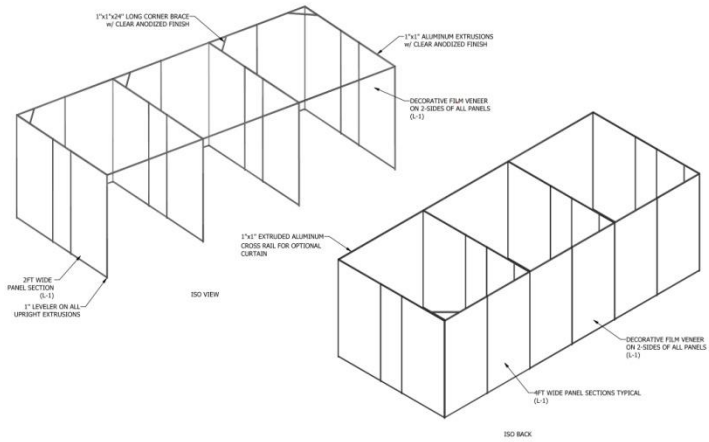 1"x1"x24" LONG CORNER BRACE
w/ CLEAR ANODIZED FINISH
1"x1" ALUMINUM EXTRUSIONS
w/ CLEAR ANODIZED FINISH
DECORATIVE FILM VENEER
ON 2-SIDES OF ALL PANELS
(L-1)
2FT WIDE
PANEL SECTION
(L-1)
1" LEVELER ON ALL
UPRIGHT EXTRUSIONS
ISO VIEW
1"x1" EXTRUDED ALUMINUM
CROSS RAIL FOR OPTIONAL
CURTAIN
DECORATIVE FILM VENEER
ON 2-SIDES OF ALL PANELS
(L-1)
4FT WIDE PANEL SECTIONS TYPICAL
(L-1)
ISO BACK